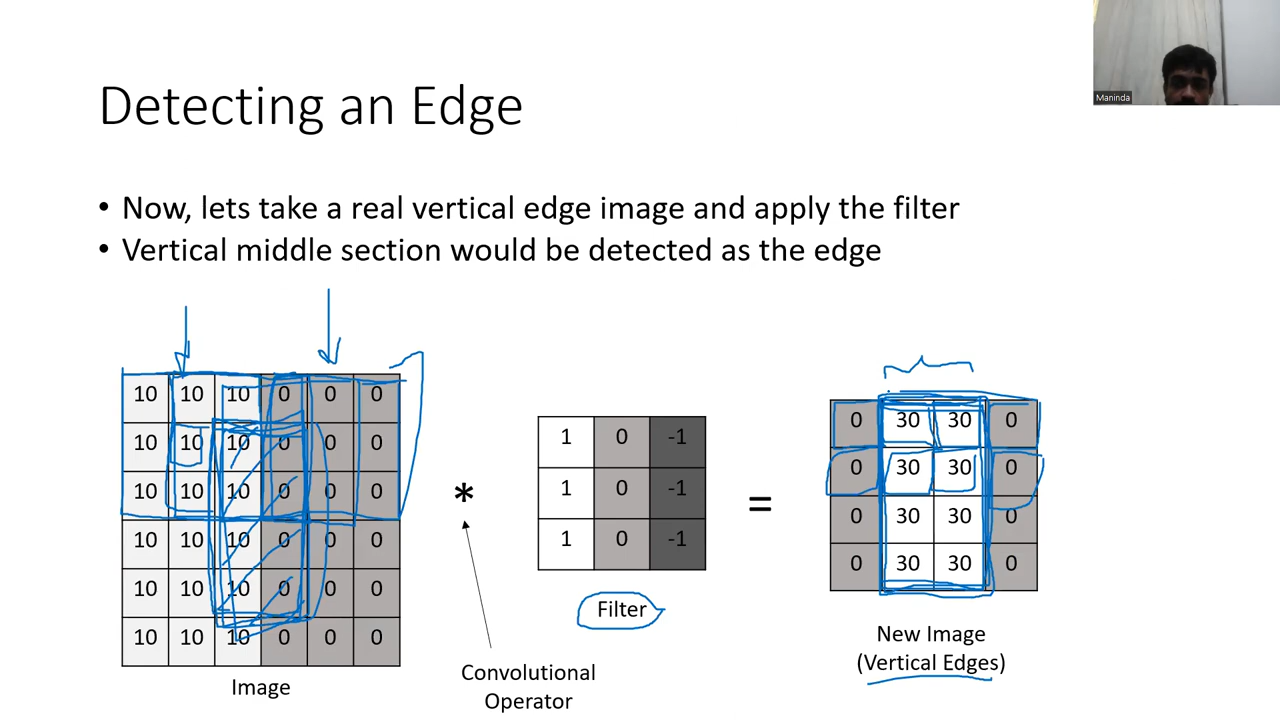 Maninda
Detecting an Edge
• Now, lets take a real vertical edge image and apply the filter
• Vertical middle section would be detected as the edge
10 10 10 0 0 0
10 10 10 0 0 0
10 10 10 0 0 0
10 10 10 0 0 0
10 10 10 0 0 0
10 10 10 0 0 0
Image
*
Convolutional
Operator
1 0 -1
1 0 -1
1 0 -1
Filter
=
0 30 30 0
0 30 30 0
0 30 30 0
0 30 30 0
New Image
(Vertical Edges)